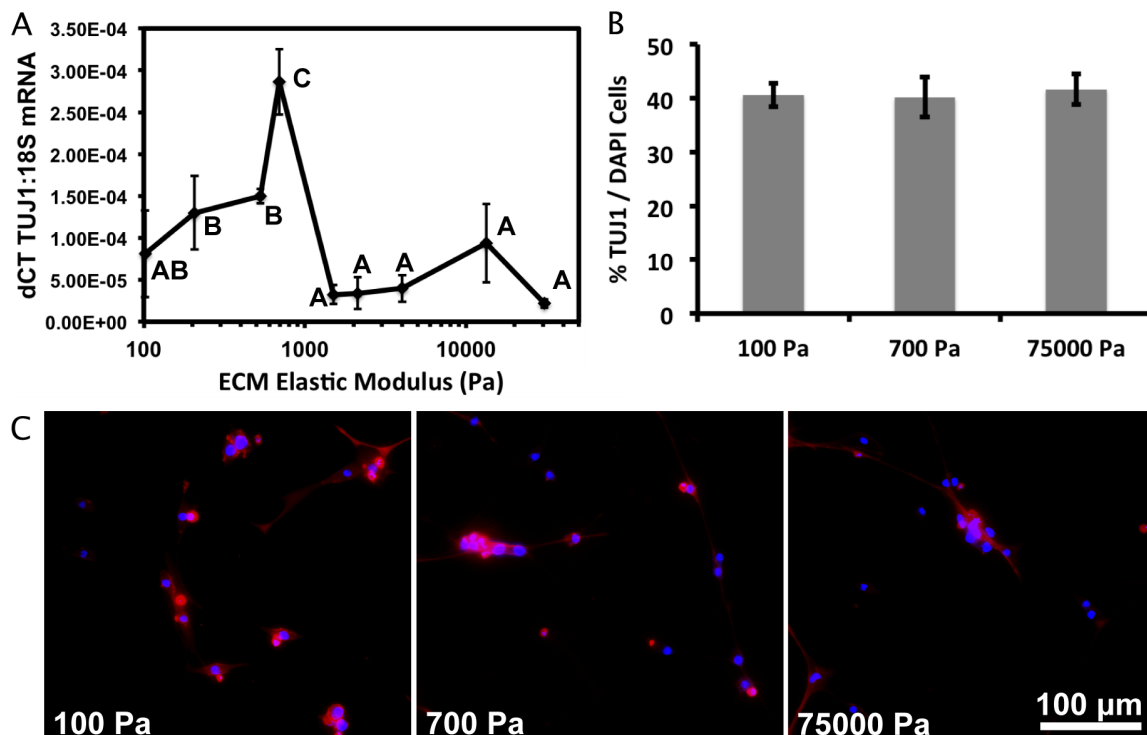 A
dCT TUJ1:18S mRNA
3.50E-04
3.00E-04
2.50E-04
2.00E-04
1.50E-04
1.00E-04
5.00E-05
0.00E+00
AB
B
B
C
A
A
A
A
A
100
1000
10000
ECM Elastic Modulus (Pa)
B
% TUJ1 / DAPI Cells
50
40
30
20
10
0
100 Pa
700 Pa
75000 Pa
C
100 Pa
700 Pa
75000 Pa
100 µm